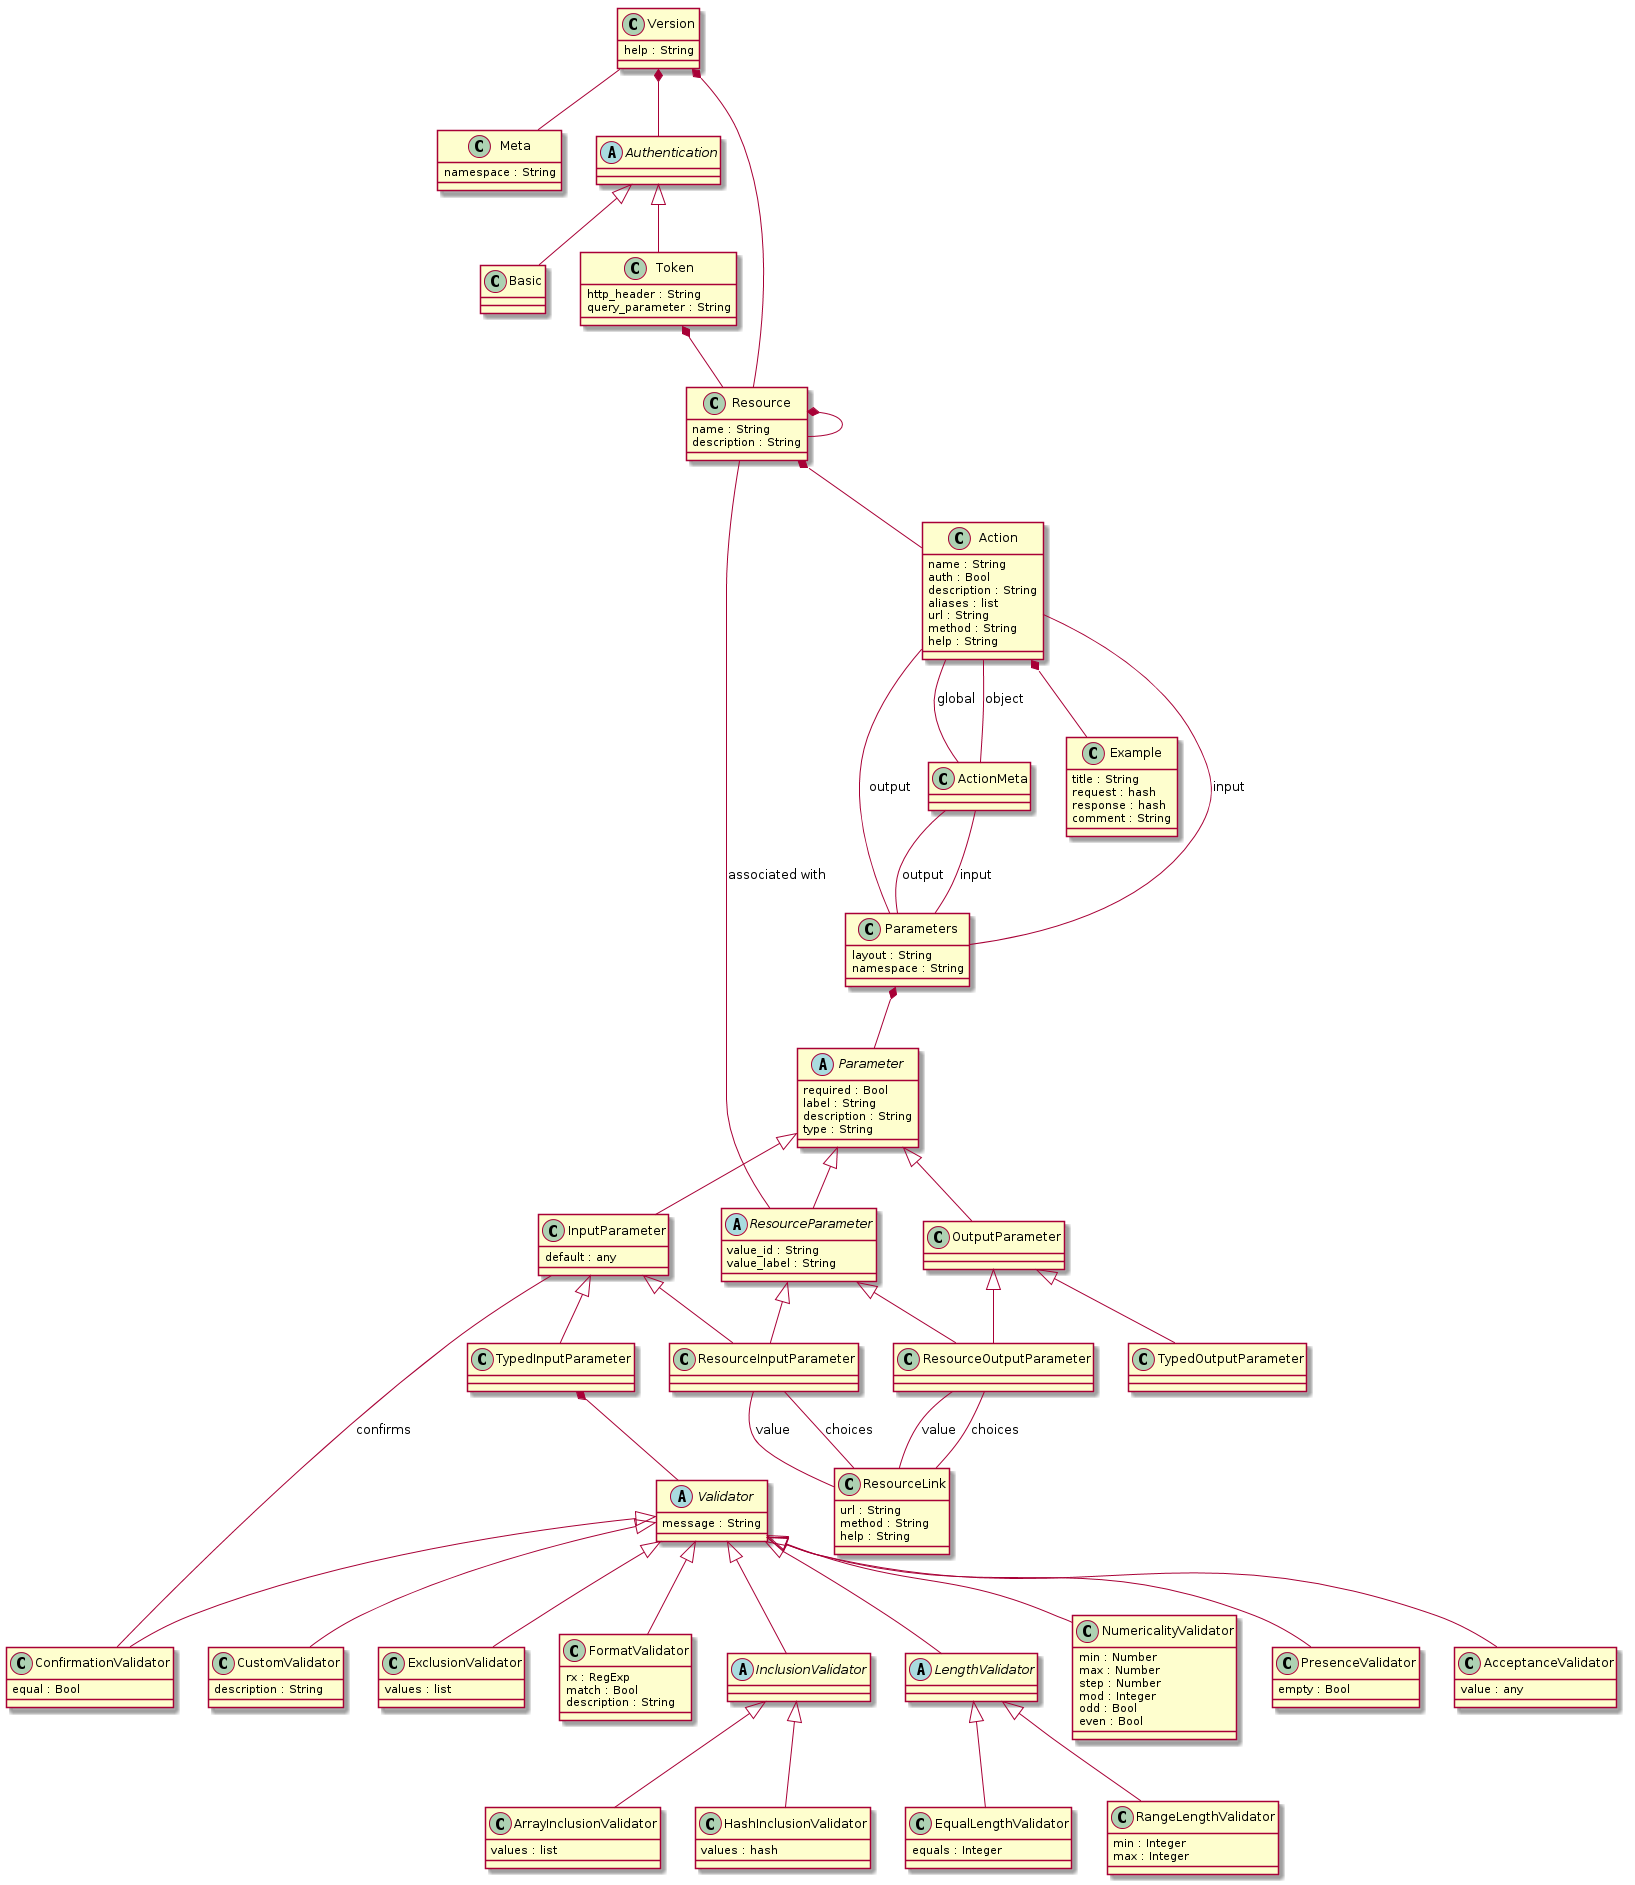 C Version
help : String
C Meta
namespace : String
A Authentication
C Basic
C Token
http_header : String
query_parameter : String
C Resource
name : String
description : String
C Action
name : String
auth : Bool
description : String
aliases : list
url : String
method : String
help : String
global
object
C Example
title : String
request : hash
response : hash
comment : String
C ActionMeta
output
input
associated with
output
input
C Parameters
layout : String
namespace : String
A Parameter
required : Bool
label : String
description : String
type : String
C InputParameter
default : any
A ResourceParameter
value_id : String
value_label : String
C OutputParameter
C TypedInputParameter
C ResourceInputParameter
C ResourceOutputParameter
C TypedOutputParameter
confirms
value
choices
value
choices
A Validator
message : String
C ResourceLink
url : String
method : String
help : String
C ConfirmationValidator
equal : Bool
C CustomValidator
description : String
C ExclusionValidator
values : list
C FormatValidator
rx : RegExp
match : Bool
description : String
A InclusionValidator
A LengthValidator
C NumericalityValidator
min : Number
max : Number
step : Number
mod : Integer
odd : Bool
even : Bool
C PresenceValidator
empty : Bool
C AcceptanceValidator
value : any
C ArrayInclusionValidator
values : list
C HashInclusionValidator
values : hash
C EqualLengthValidator
equals : Integer
C RangeLengthValidator
min : Integer
max : Integer